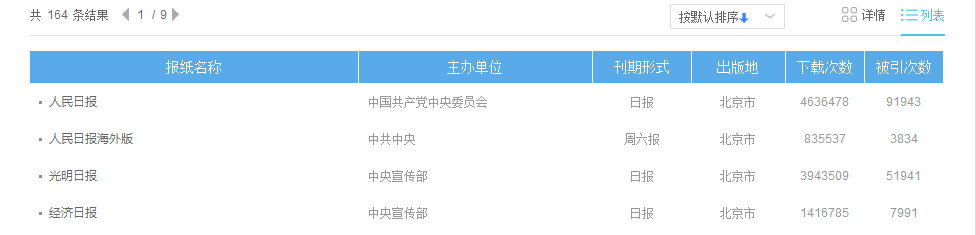 共 164 条结果 1 / 9 按默认排序 详情 列表
报纸名称 主办单位 刊期形式 出版地 下载次数 被引次数
人民日报 中国共产党中央委员会 日报 北京市 4636478 91943
人民日报海外版 中共中央 周六报 北京市 835537 3834
光明日报 中央宣传部 日报 北京市 3943509 51941
经济日报 中央宣传部 日报 北京市 1416785 7991